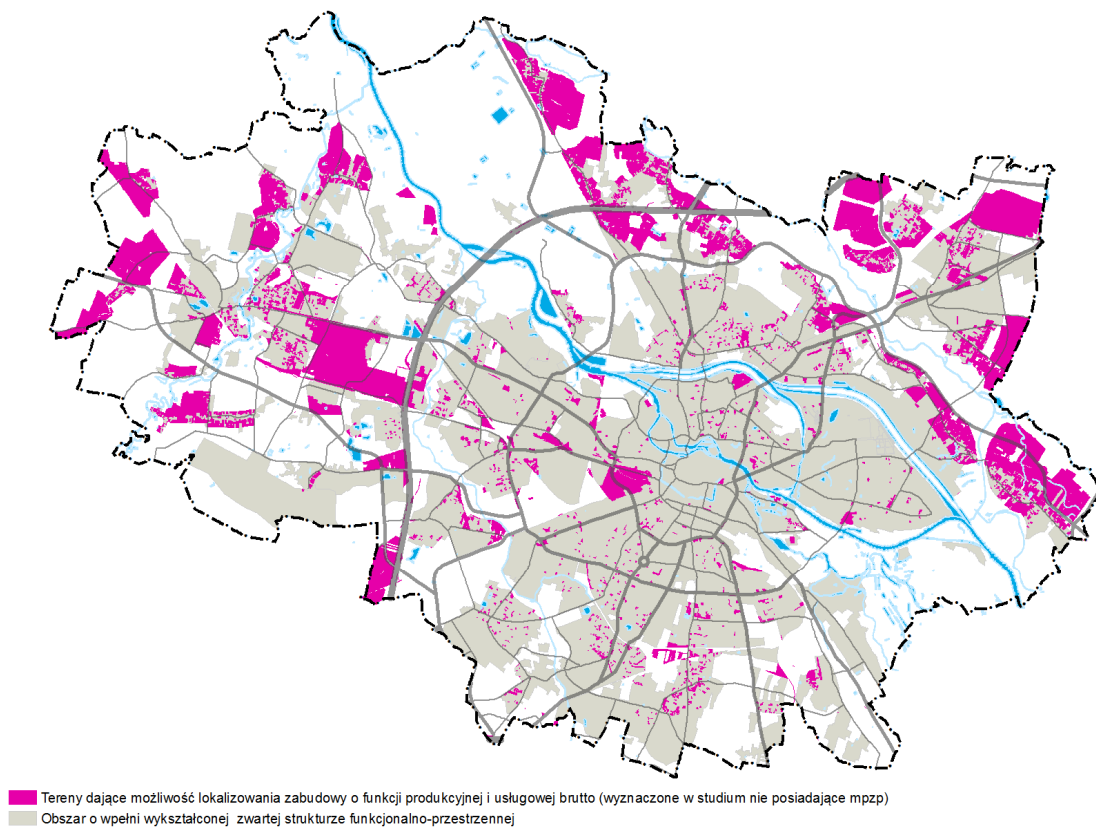 Tereny dające możliwość lokalizowania zabudowy o funkcji produkcyjnej i usługowej brutto (wyznaczone w studium nie posiadające mpzp)
Obszar o wpełni wykształconej zwartej strukturze funkcjonalno-przestrzennej